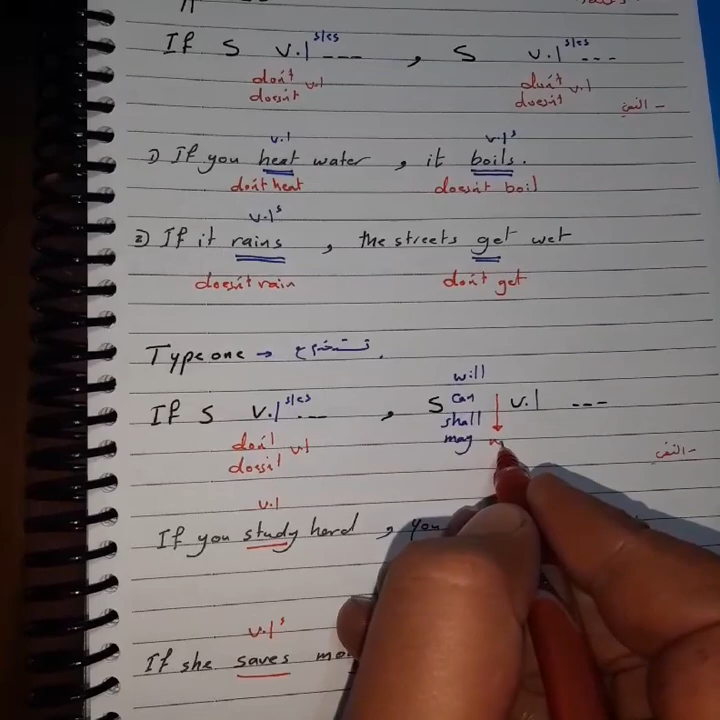 If S v.1 s/es --- , S v.1 s/es ---
don't doesn't v.1 don't doesn't v.1 - النفي
v.1 v.1 s
1) If you heat water , it boils.
don't heat doesn't boil
v.1 s
2) If it rains , the streets get wet
doesn't rain don't get
Type one → تستخدم .
will
If S v.1 s/es --- , S can v.1 ---
shall
don't doesn't v.1 may - النفي
v.1
If you study hard , you
v.1 s
If she saves